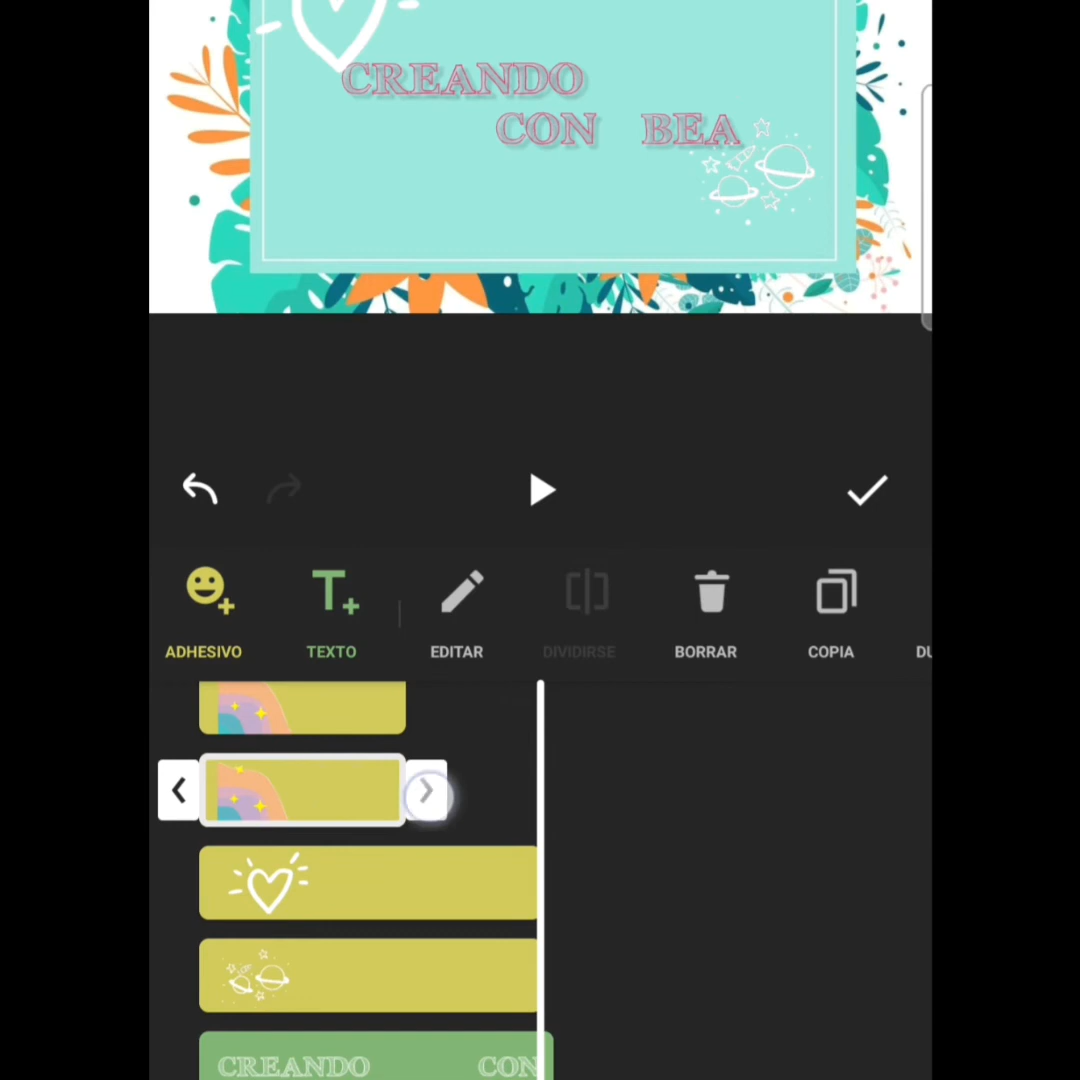 CREANDO
CON BEA
ADHESIVO TEXTO EDITAR DIVIDIRSE BORRAR COPIA
CREANDO CON